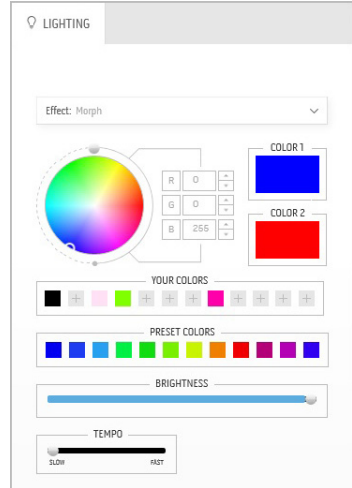 LIGHTING
Effect: Morph
COLOR 1
R 0
G 0
B 255
COLOR 2
YOUR COLORS
PRESET COLORS
BRIGHTNESS
TEMPO
SLOW FAST